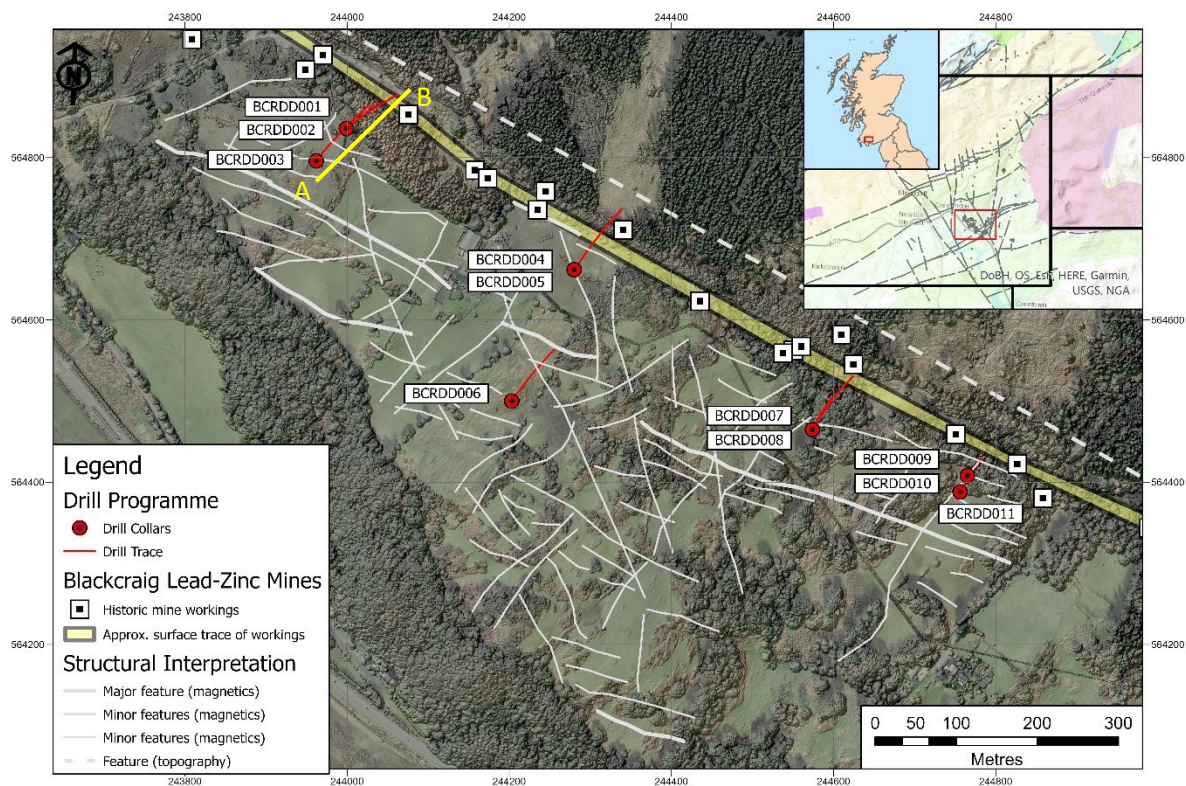 243800
244000
244200
244400
244600
244800
N
BCRDD001
BCRDD002
BCRDD003
A
B
564800
564800
BCRDD004
BCRDD005
564600
564600
BCRDD006
BCRDD007
BCRDD008
BCRDD009
BCRDD010
BCRDD011
564400
564400
564200
564200
Newton
Stewart
Kirkcowan
Creetown
DoBH, OS, Esri, HERE, Garmin,
USGS, NGA
Legend
Drill Programme
Drill Collars
Drill Trace
Blackcraig Lead-Zinc Mines
Historic mine workings
Approx. surface trace of workings
Structural Interpretation
Major feature (magnetics)
Minor features (magnetics)
Minor features (magnetics)
Feature (topography)
0 50 100 200 300
Metres
243800
244000
244200
244400
244600
244800